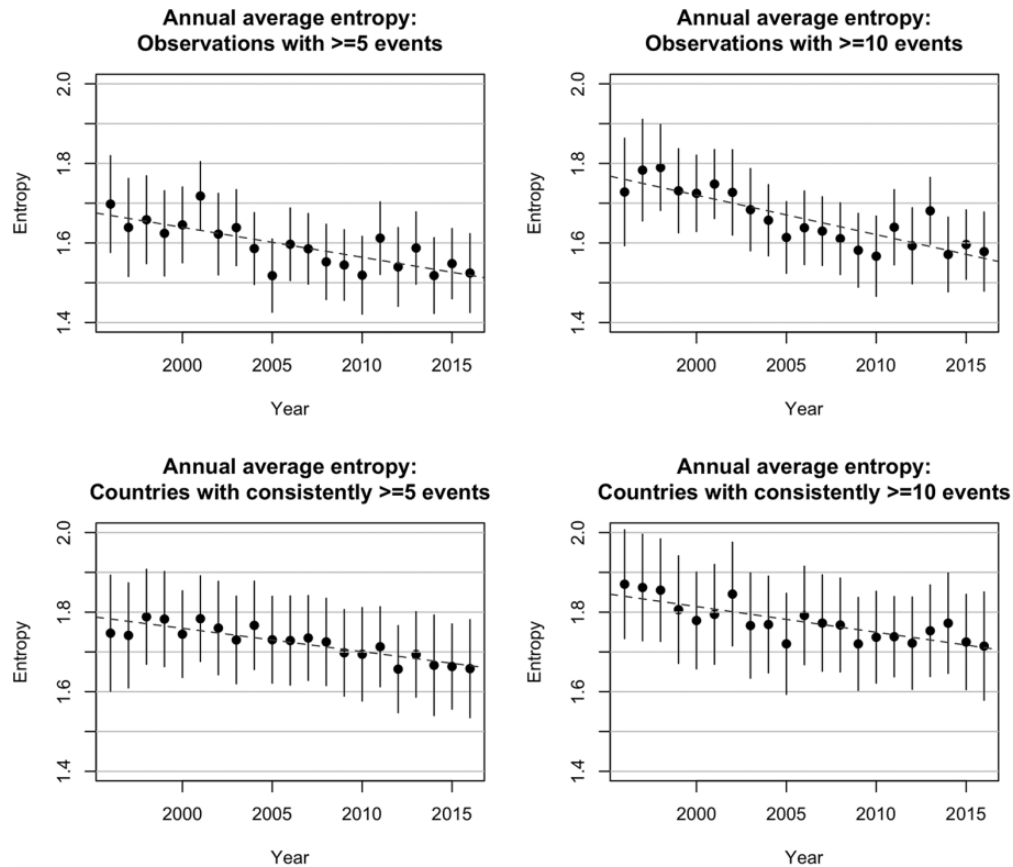 Annual average entropy:
Observations with >=5 events
Entropy
2.0
1.8
1.6
1.4
2000 2005 2010 2015
Year
Annual average entropy:
Observations with >=10 events
Entropy
2.0
1.8
1.6
1.4
2000 2005 2010 2015
Year
Annual average entropy:
Countries with consistently >=5 events
Entropy
2.0
1.8
1.6
1.4
2000 2005 2010 2015
Year
Annual average entropy:
Countries with consistently >=10 events
Entropy
2.0
1.8
1.6
1.4
2000 2005 2010 2015
Year